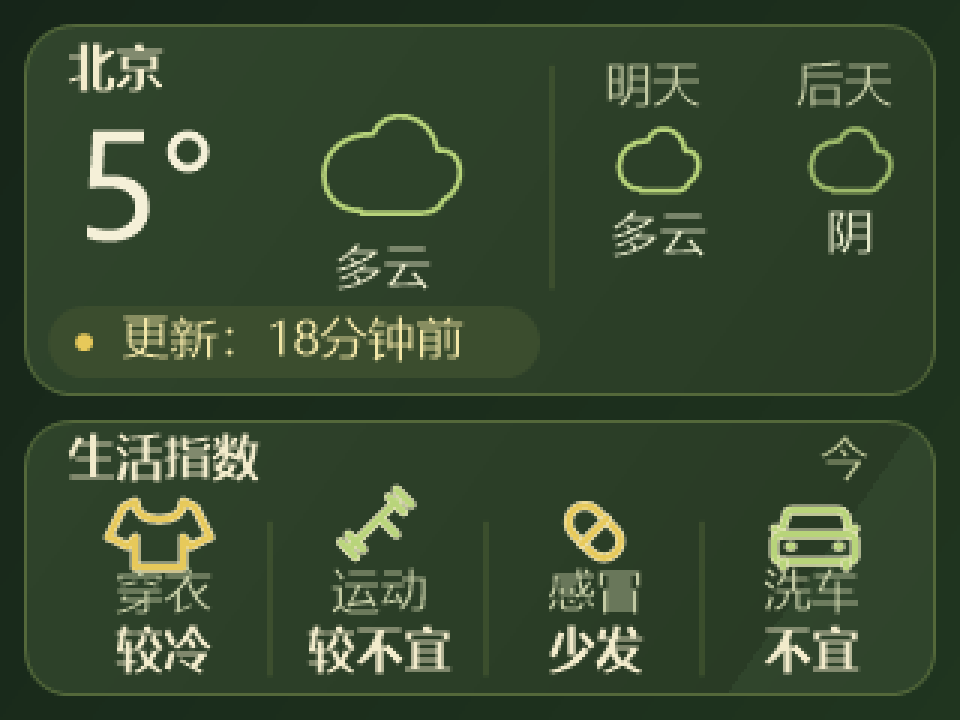 北京
5°
多云
明天
多云
后天
阴
更新：18分钟前
生活指数
今
穿衣
较冷
运动
较不宜
感冒
少发
洗车
不宜